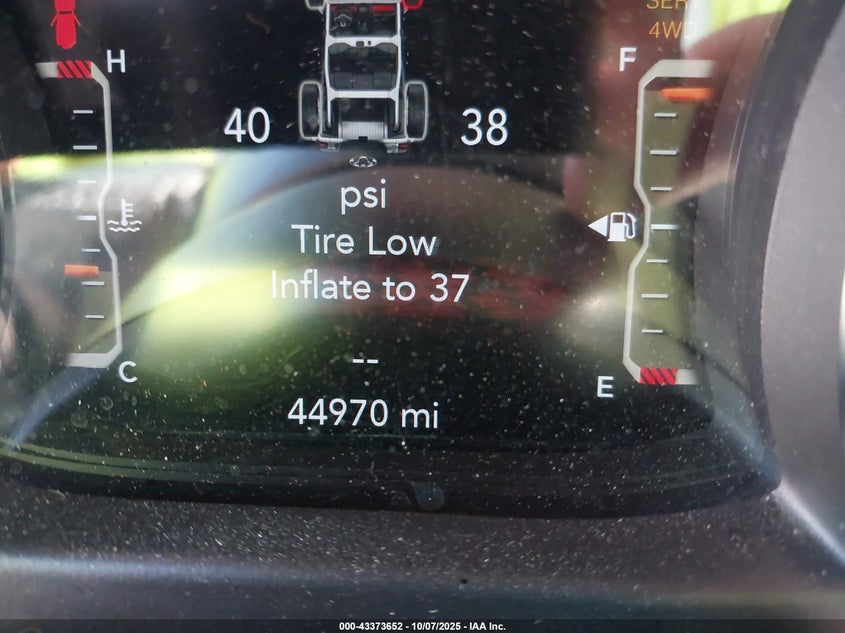 SERV
4WD
H
F
40
38
psi
Tire Low
Inflate to 37
--
C
E
44970 mi
000-43373652 - 10/07/2025 - IAA Inc.